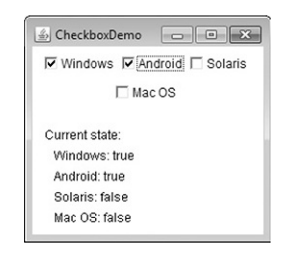 CheckboxDemo
Windows Android Solaris
Mac OS
Current state:
Windows: true
Android: true
Solaris: false
Mac OS: false